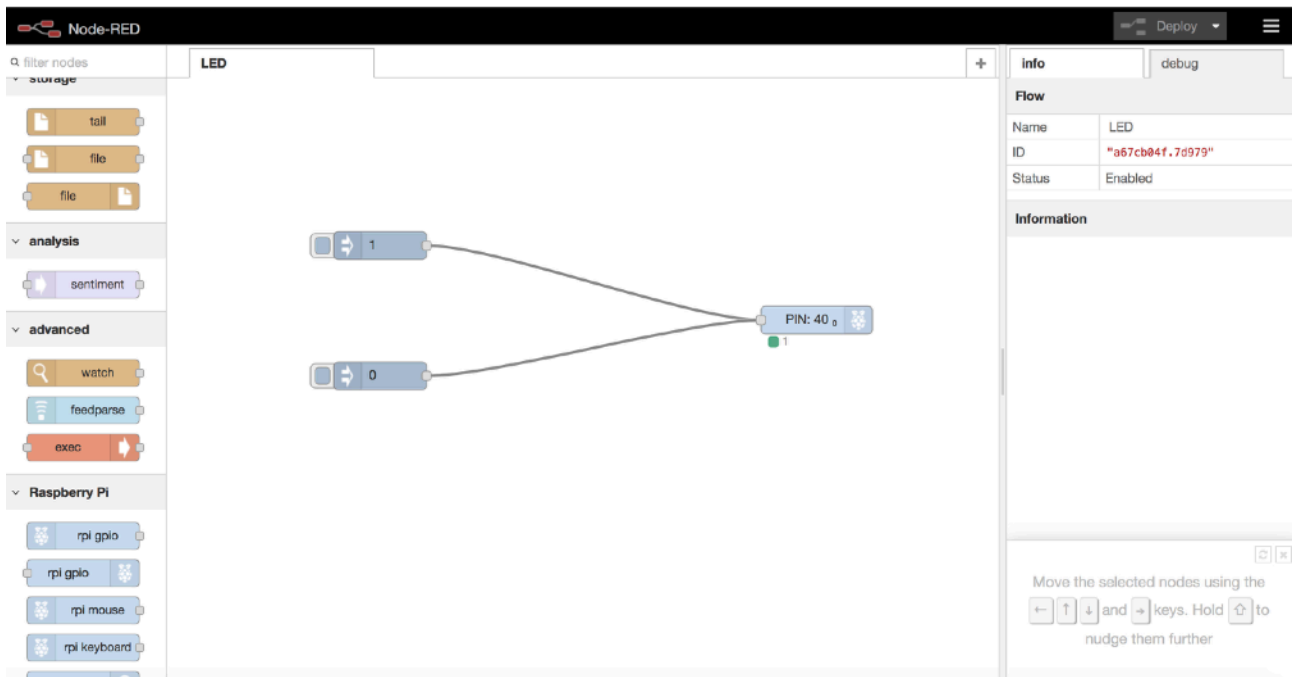 Node-RED
Deploy
filter nodes
LED
+
info
debug
storage
Flow
tail
Name
LED
file
ID
"a67cb04f.7d979"
Status
Enabled
file
Information
analysis
1
sentiment
PIN: 40 0
advanced
1
watch
0
feedparse
exec
Raspberry Pi
rpi gpio
rpi gpio
Move the selected nodes using the
← ↑ ↓ and → keys. Hold ⇧ to
nudge them further
rpi mouse
rpi keyboard